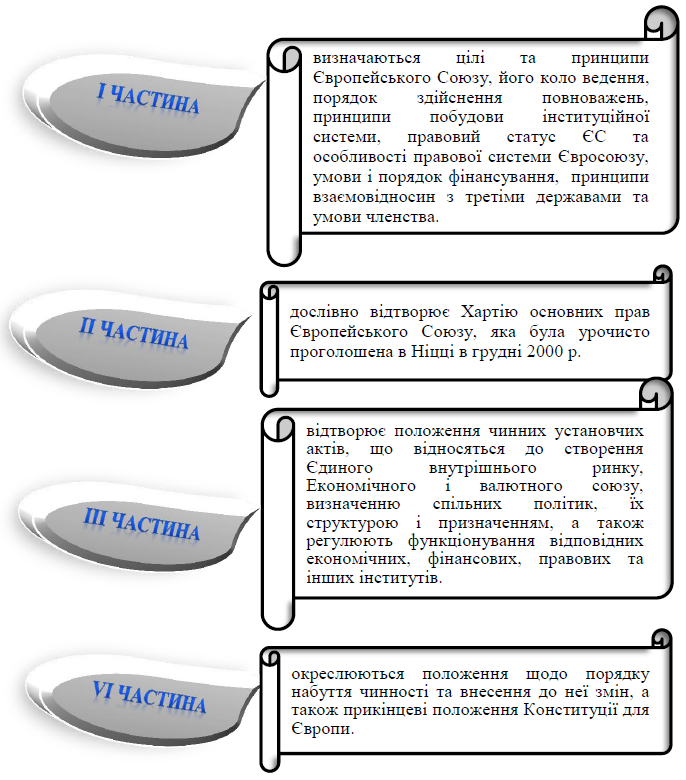 І ЧАСТИНА
визначаються цілі та принципи
Європейського Союзу, його коло ведення,
порядок здійснення повноважень,
принципи побудови інституційної
системи, правовий статус ЄС та
особливості правової системи Євросоюзу,
умови і порядок фінансування, принципи
взаємовідносин з третіми державами та
умови членства.
ІІ ЧАСТИНА
дослівно відтворює Хартію основних прав
Європейського Союзу, яка була урочисто
проголошена в Ніцці в грудні 2000 р.
ІІІ ЧАСТИНА
відтворює положення чинних установчих
актів, що відносяться до створення
Єдиного внутрішнього ринку,
Економічного і валютного союзу,
визначенню спільних політик, їх
структурою і призначенням, а також
регулюють функціонування відповідних
економічних, фінансових, правових та
інших інститутів.
VI ЧАСТИНА
окреслюються положення щодо порядку
набуття чинності та внесення до неї змін, а
також прикінцеві положення Конституції для
Європи.